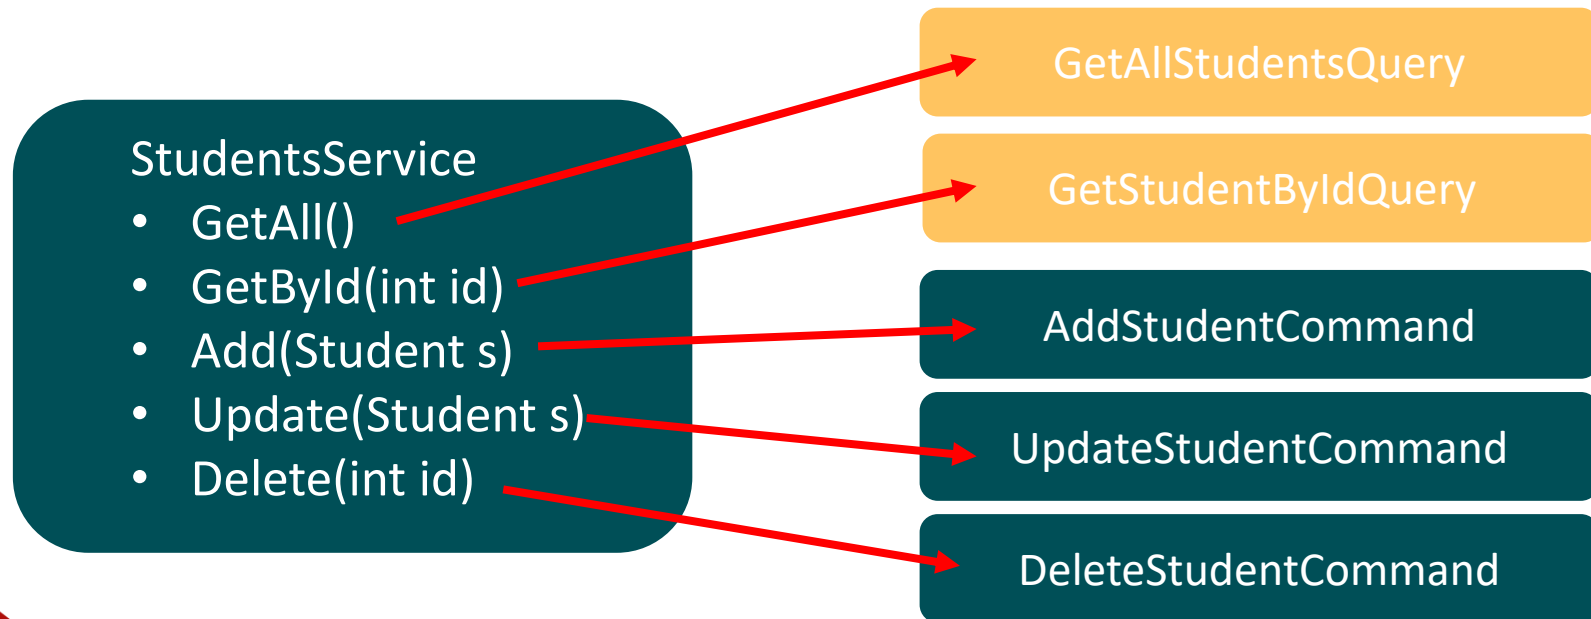 StudentsService
• GetAll()
• GetById(int id)
• Add(Student s)
• Update(Student s)
• Delete(int id)
GetAllStudentsQuery
GetStudentByIdQuery
AddStudentCommand
UpdateStudentCommand
DeleteStudentCommand